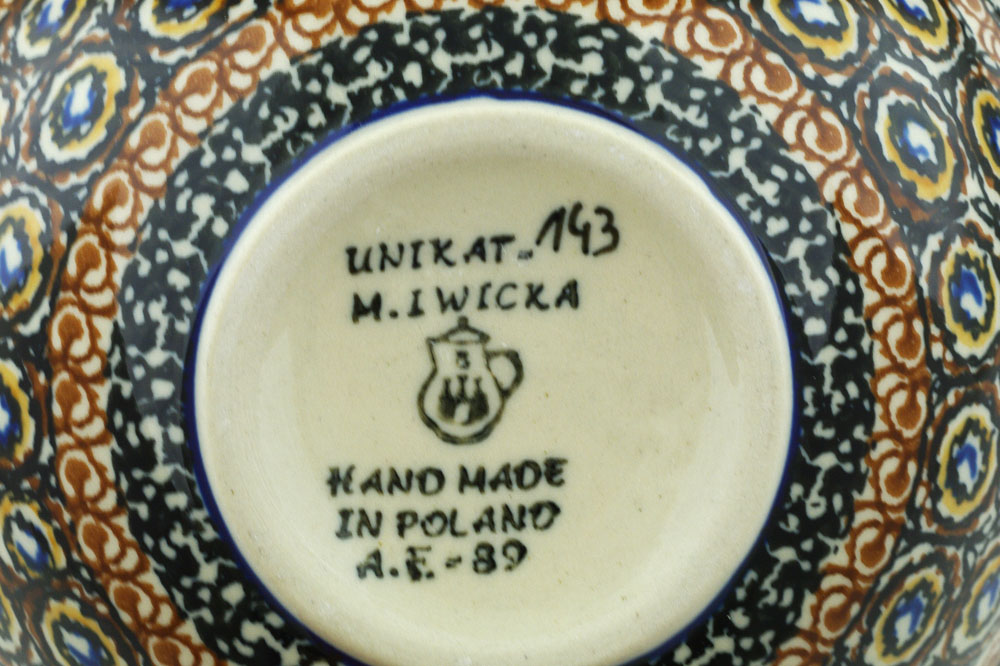 UNIKAT. 143
M. IWICKA
HAND MADE
IN POLAND
A.F.-89